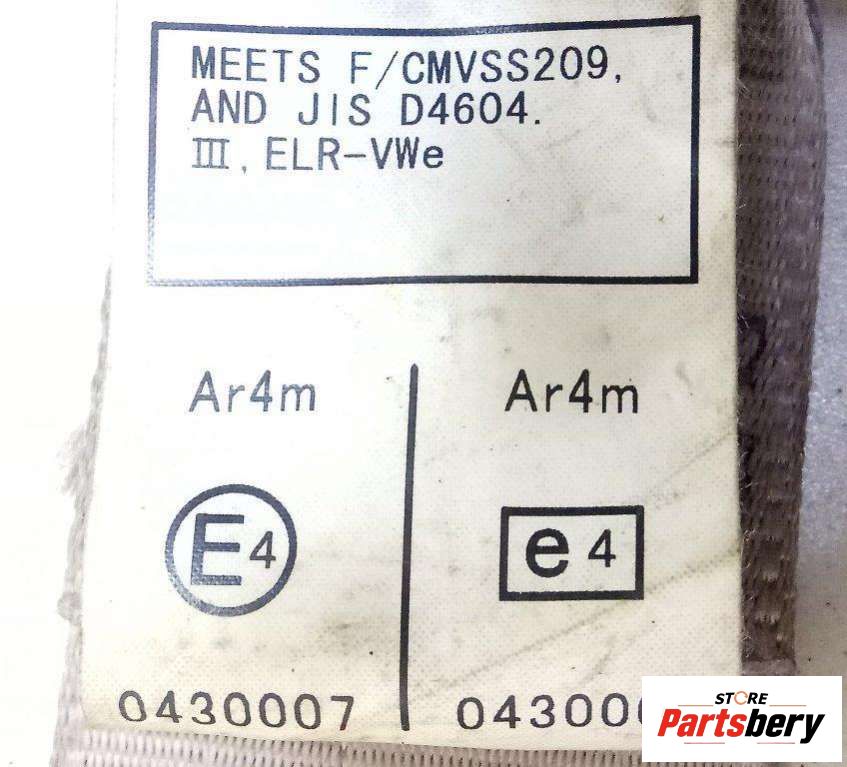 MEETS F/CMVSS209,
AND JIS D4604.
Ⅲ, ELR-VWe
Ar4m
Ar4m
E4
e4
0430007
STORE
Partsbery